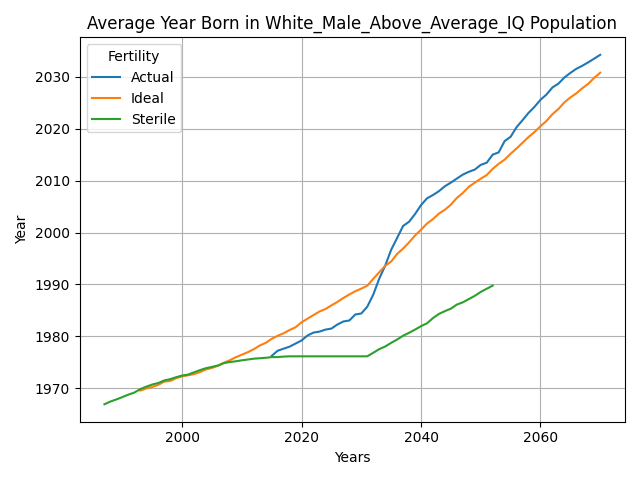 Average Year Born in White_Male_Above_Average_IQ Population
Fertility
Actual
Ideal
Sterile
Year
2030
2020
2010
2000
1990
1980
1970
2000
2020
2040
2060
Years